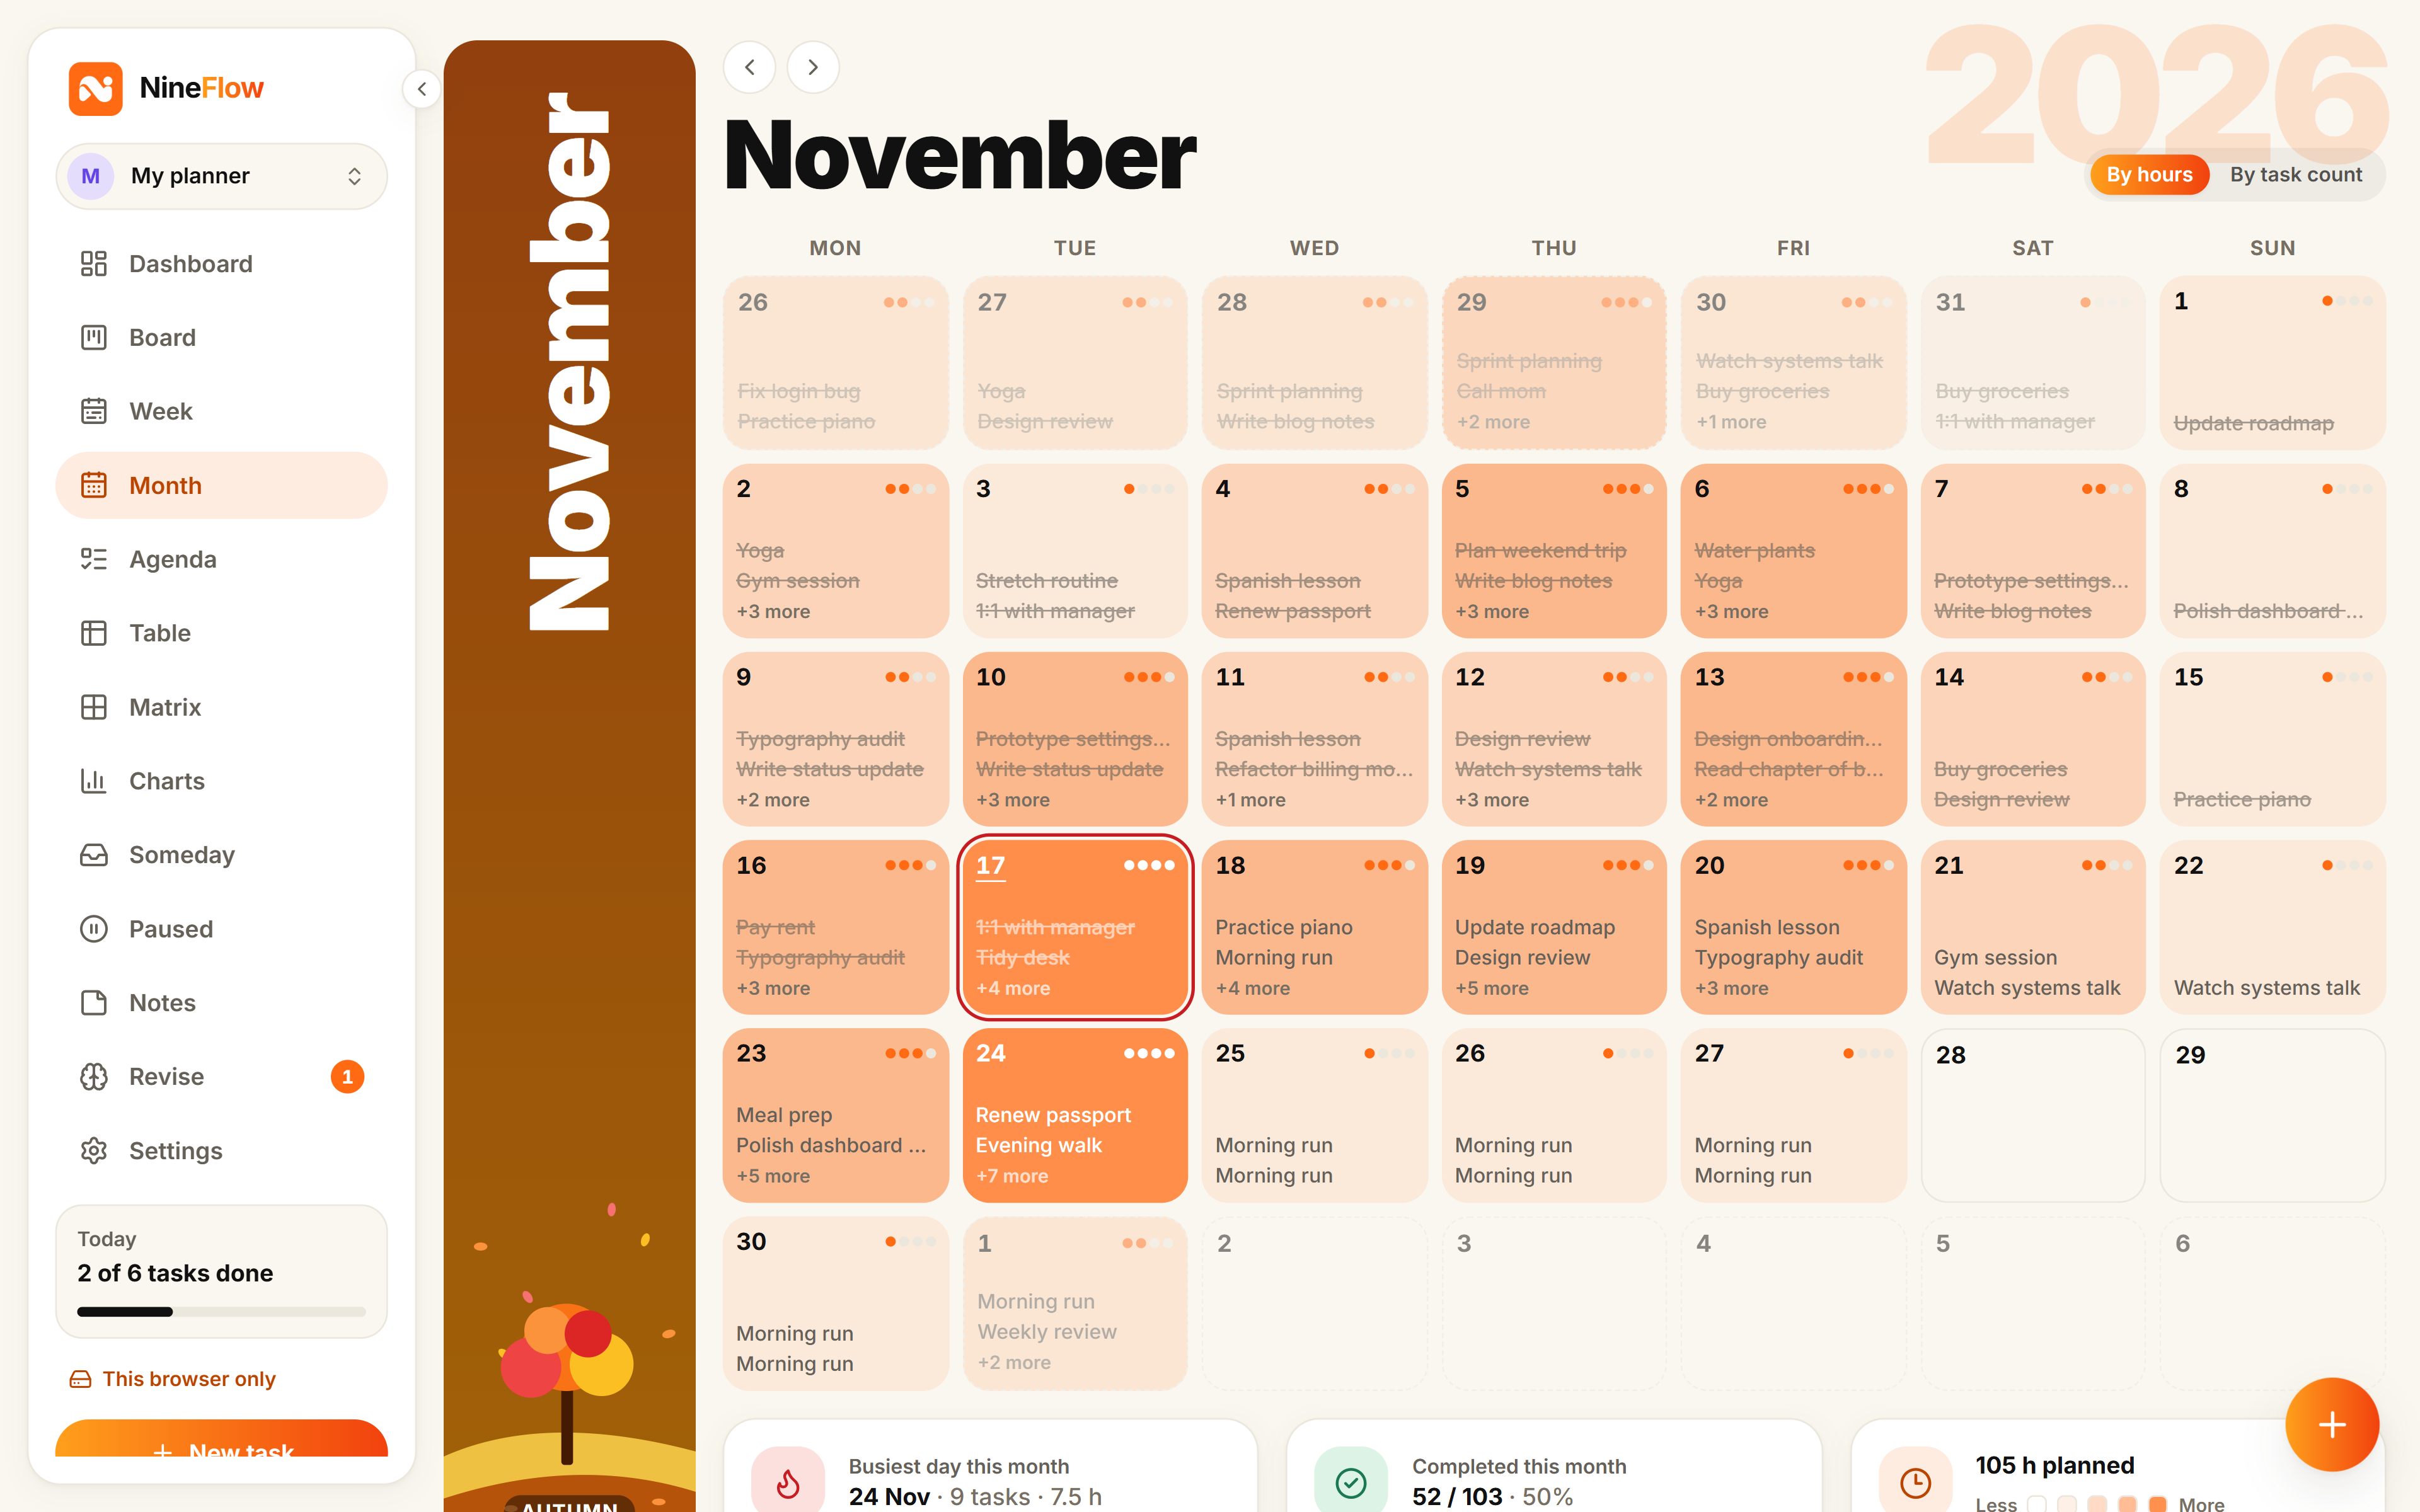 NineFlow
M My planner
Dashboard
Board
Week
Month
Agenda
Table
Matrix
Charts
Someday
Paused
Notes
Revise 1
Settings
Today
2 of 6 tasks done
This browser only
New task
November
AUTUMN
2026
November
By hours By task count
MON TUE WED THU FRI SAT SUN
26
Fix login bug
Practice piano
27
Yoga
Design review
28
Sprint planning
Write blog notes
29
Sprint planning
Call mom
+2 more
30
Watch systems talk
Buy groceries
+1 more
31
Buy groceries
1:1 with manager
1
Update roadmap
2
Yoga
Gym session
+3 more
3
Stretch routine
1:1 with manager
4
Spanish lesson
Renew passport
5
Plan weekend trip
Write blog notes
+3 more
6
Water plants
Yoga
+3 more
7
Prototype settings...
Write blog notes
8
Polish dashboard ...
9
Typography audit
Write status update
+2 more
10
Prototype settings...
Write status update
+3 more
11
Spanish lesson
Refactor billing mo...
+1 more
12
Design review
Watch systems talk
+3 more
13
Design onboardin...
Read chapter of b...
+2 more
14
Buy groceries
Design review
15
Practice piano
16
Pay rent
Typography audit
+3 more
17
1:1 with manager
Tidy desk
+4 more
18
Practice piano
Morning run
+4 more
19
Update roadmap
Design review
+5 more
20
Spanish lesson
Typography audit
+3 more
21
Gym session
Watch systems talk
22
Watch systems talk
23
Meal prep
Polish dashboard ...
+5 more
24
Renew passport
Evening walk
+7 more
25
Morning run
Morning run
26
Morning run
Morning run
27
Morning run
Morning run
28
29
30
Morning run
Morning run
1
Morning run
Weekly review
+2 more
2
3
4
5
6
Busiest day this month
24 Nov · 9 tasks · 7.5 h
Completed this month
52 / 103 · 50%
105 h planned
Less More